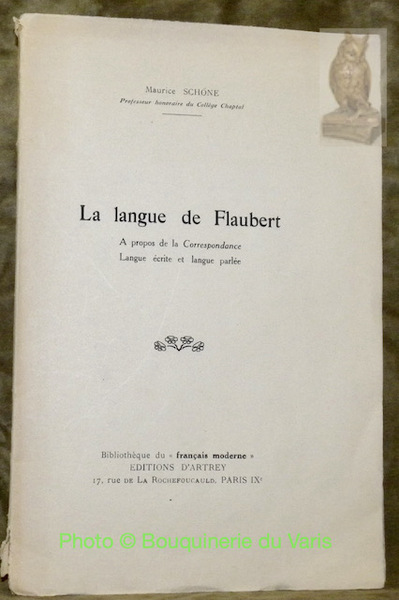 Maurice SCHÖNE
Professeur honoraire du Collège Chaptal
La langue de Flaubert
A propos de la Correspondance
Langue écrite et langue parlée
Bibliothèque du « français moderne »
EDITIONS D'ARTREY
17, rue de La Rochefoucauld, PARIS IXe
Photo © Bouquinerie du Varis